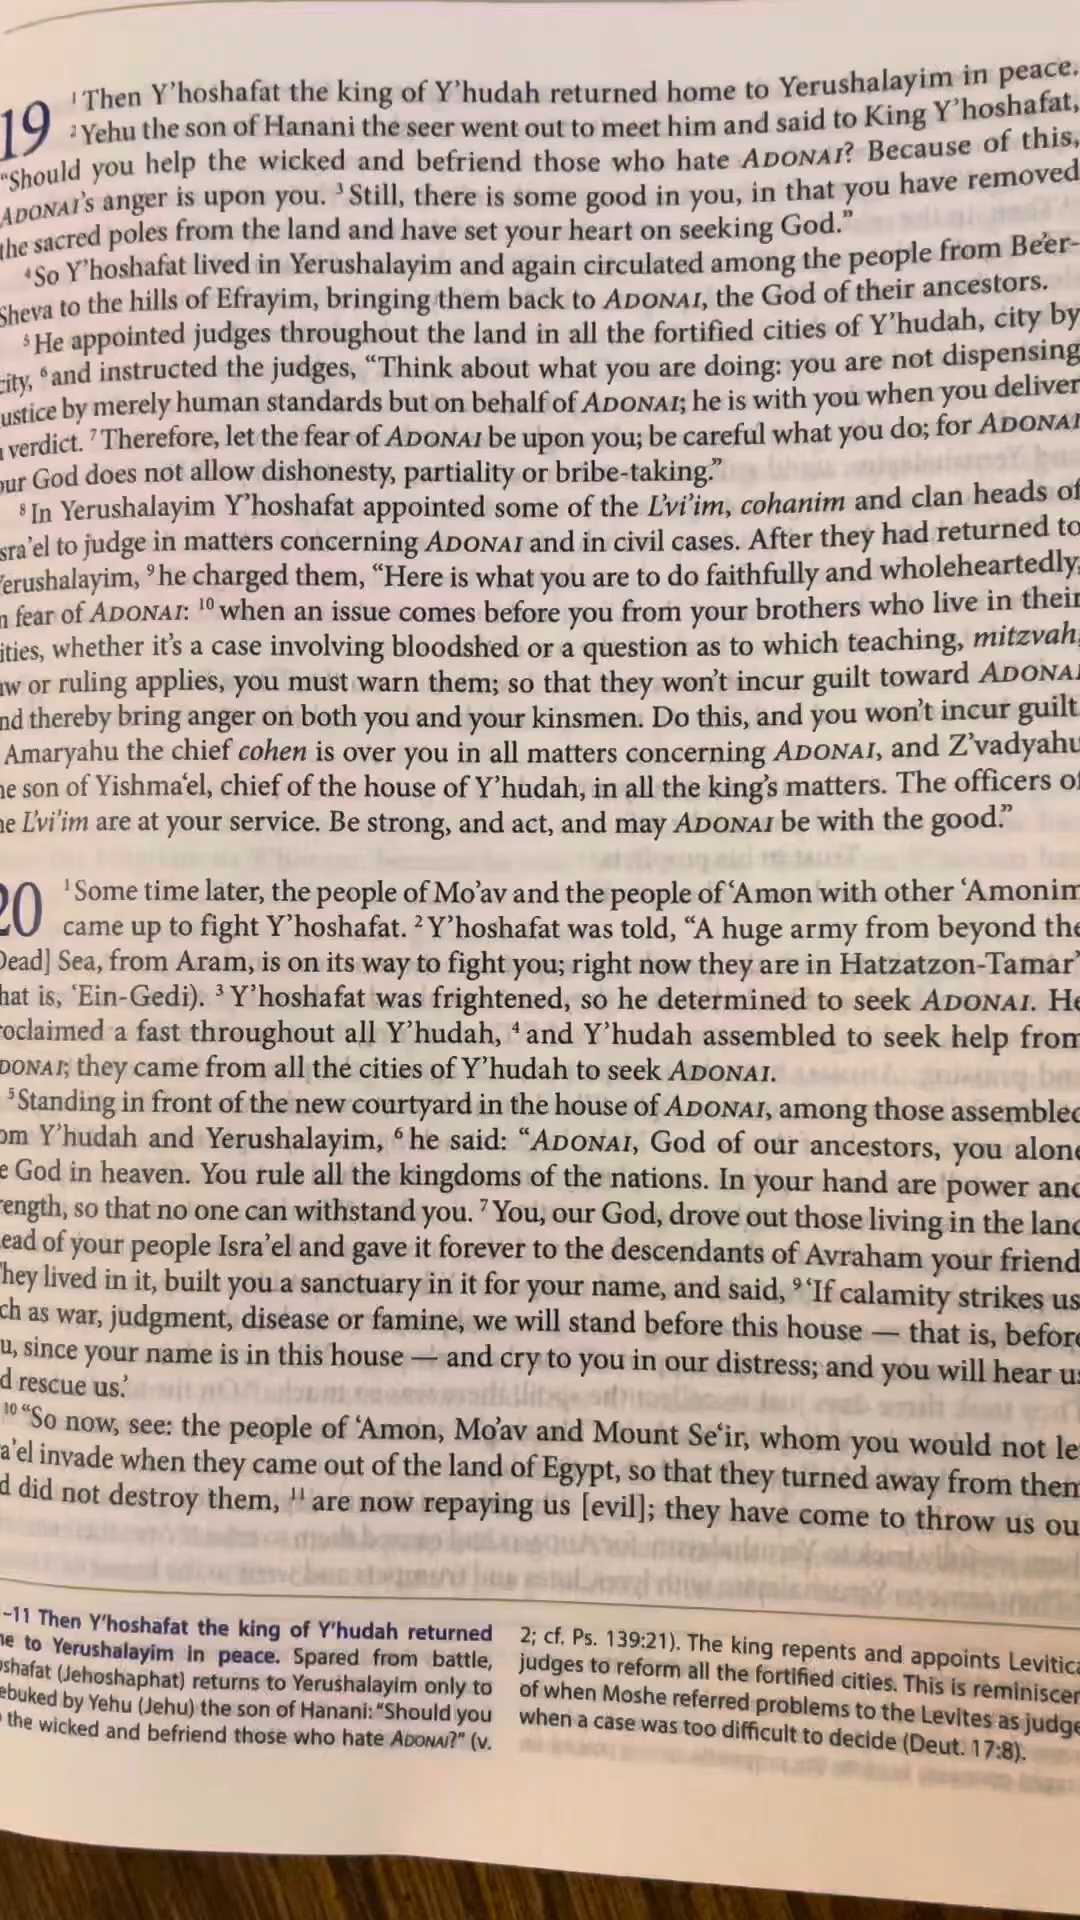 19 ¹Then Y’hoshafat the king of Y’hudah returned home to Yerushalayim in peace.
²Yehu the son of Hanani the seer went out to meet him and said to King Y’hoshafat,
“Should you help the wicked and befriend those who hate ADONAI? Because of this,
ADONAI’s anger is upon you. ³Still, there is some good in you, in that you have removed
the sacred poles from the land and have set your heart on seeking God.”
⁴So Y’hoshafat lived in Yerushalayim and again circulated among the people from Be’er-
Sheva to the hills of Efrayim, bringing them back to ADONAI, the God of their ancestors.
⁵He appointed judges throughout the land in all the fortified cities of Y’hudah, city by
city, ⁶and instructed the judges, “Think about what you are doing: you are not dispensing
ustice by merely human standards but on behalf of ADONAI; he is with you when you deliver
verdict. ⁷Therefore, let the fear of ADONAI be upon you; be careful what you do; for ADONAI
our God does not allow dishonesty, partiality or bribe-taking.”
⁸In Yerushalayim Y’hoshafat appointed some of the L’vi’im, cohanim and clan heads of
sra’el to judge in matters concerning ADONAI and in civil cases. After they had returned to
Yerushalayim, ⁹he charged them, “Here is what you are to do faithfully and wholeheartedly,
n fear of ADONAI: ¹⁰when an issue comes before you from your brothers who live in their
ities, whether it’s a case involving bloodshed or a question as to which teaching, mitzvah,
aw or ruling applies, you must warn them; so that they won’t incur guilt toward ADONAI
nd thereby bring anger on both you and your kinsmen. Do this, and you won’t incur guilt.
Amaryahu the chief cohen is over you in all matters concerning ADONAI, and Z’vadyahu
he son of Yishma‘el, chief of the house of Y’hudah, in all the king’s matters. The officers of
he L’vi’im are at your service. Be strong, and act, and may ADONAI be with the good.”
20 ¹Some time later, the people of Mo’av and the people of ‘Amon with other ‘Amonim
came up to fight Y’hoshafat. ²Y’hoshafat was told, “A huge army from beyond the
Dead] Sea, from Aram, is on its way to fight you; right now they are in Hatzatzon-Tamar”
hat is, ‘Ein-Gedi). ³Y’hoshafat was frightened, so he determined to seek ADONAI. He
roclaimed a fast throughout all Y’hudah, ⁴and Y’hudah assembled to seek help from
DONAI; they came from all the cities of Y’hudah to seek ADONAI.
⁵Standing in front of the new courtyard in the house of ADONAI, among those assembled
om Y’hudah and Yerushalayim, ⁶he said: “ADONAI, God of our ancestors, you alone
e God in heaven. You rule all the kingdoms of the nations. In your hand are power and
rength, so that no one can withstand you. ⁷You, our God, drove out those living in the land
ead of your people Isra’el and gave it forever to the descendants of Avraham your friend
They lived in it, built you a sanctuary in it for your name, and said, ⁹‘If calamity strikes us,
ch as war, judgment, disease or famine, we will stand before this house — that is, before
u, since your name is in this house — and cry to you in our distress; and you will hear us
d rescue us.’
¹⁰“So now, see: the people of ‘Amon, Mo’av and Mount Se‘ir, whom you would not le
ra’el invade when they came out of the land of Egypt, so that they turned away from them
d did not destroy them, ¹¹are now repaying us [evil]; they have come to throw us ou
-11 Then Y’hoshafat the king of Y’hudah returned
me to Yerushalayim in peace. Spared from battle,
oshafat (Jehoshaphat) returns to Yerushalayim only to
ebuked by Yehu (Jehu) the son of Hanani: “Should you
the wicked and befriend those who hate ADONAI?” (v.
2; cf. Ps. 139:21). The king repents and appoints Levitica
judges to reform all the fortified cities. This is reminiscen
of when Moshe referred problems to the Levites as judge
when a case was too difficult to decide (Deut. 17:8).